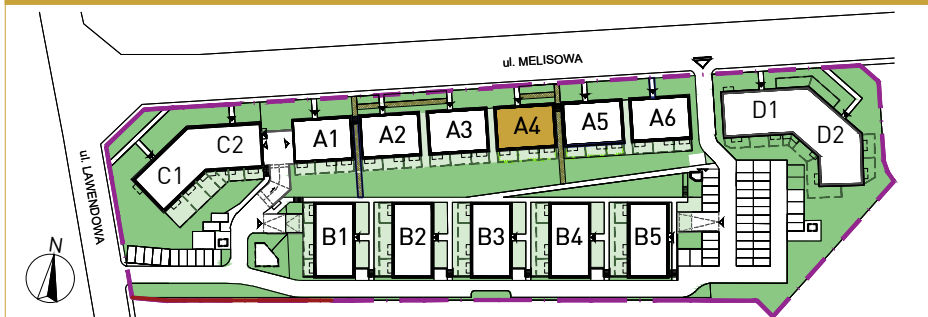 ul. MELISOWA
ul. LAWENDOWA
C1
C2
A1
A2
A3
A4
A5
A6
D1
D2
B1
B2
B3
B4
B5
N